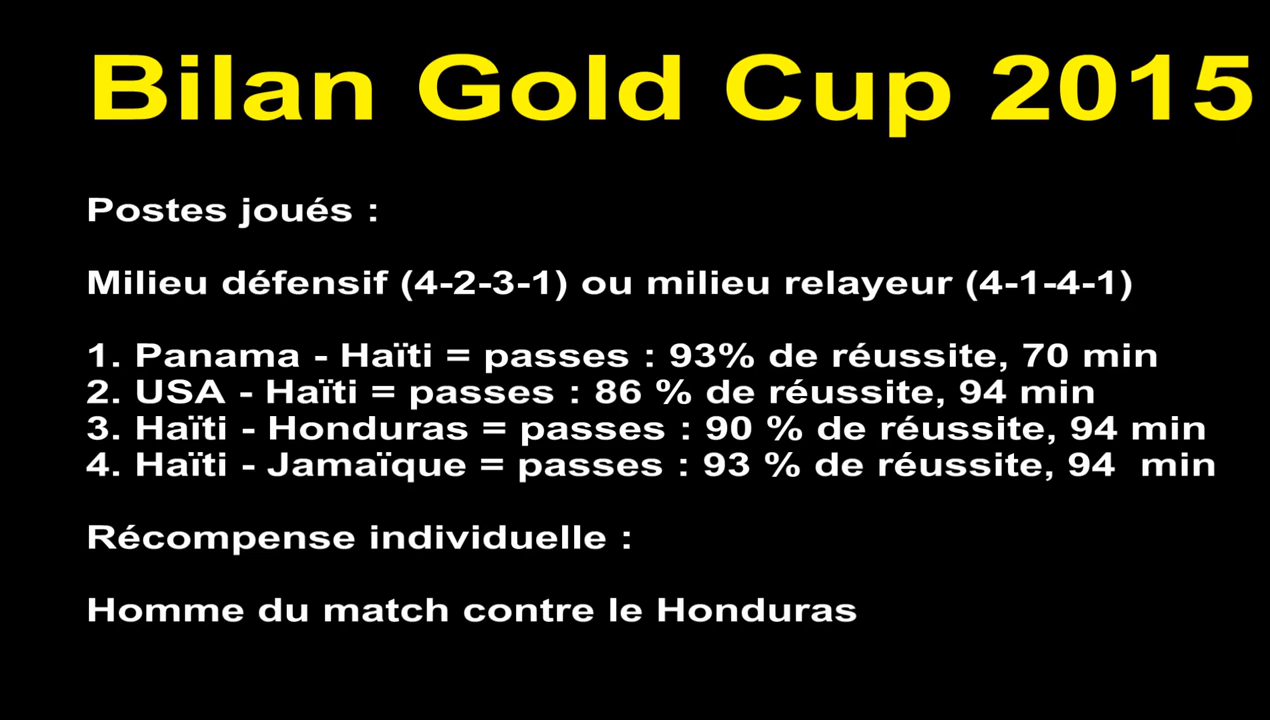 Bilan Gold Cup 2015
Postes joués :
Milieu défensif (4-2-3-1) ou milieu relayeur (4-1-4-1)
1. Panama - Haïti = passes : 93% de réussite, 70 min
2. USA - Haïti = passes : 86 % de réussite, 94 min
3. Haïti - Honduras = passes : 90 % de réussite, 94 min
4. Haïti - Jamaïque = passes : 93 % de réussite, 94  min
Récompense individuelle :
Homme du match contre le Honduras